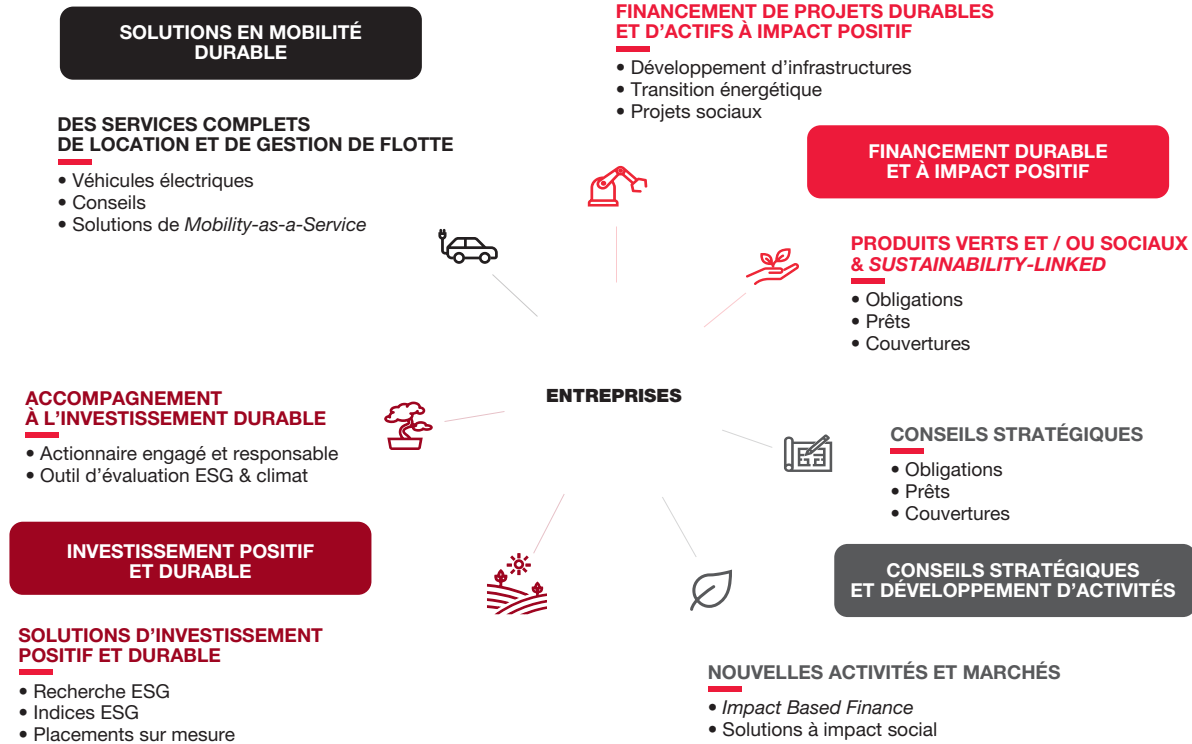 SOLUTIONS EN MOBILITÉ
DURABLE
DES SERVICES COMPLETS
DE LOCATION ET DE GESTION DE FLOTTE
• Véhicules électriques
• Conseils
• Solutions de Mobility-as-a-Service
FINANCEMENT DE PROJETS DURABLES
ET D'ACTIFS À IMPACT POSITIF
• Développement d'infrastructures
• Transition énergétique
• Projets sociaux
FINANCEMENT DURABLE
ET À IMPACT POSITIF
PRODUITS VERTS ET / OU SOCIAUX
& SUSTAINABILITY-LINKED
• Obligations
• Prêts
• Couvertures
ENTREPRISES
ACCOMPAGNEMENT
À L'INVESTISSEMENT DURABLE
• Actionnaire engagé et responsable
• Outil d'évaluation ESG & climat
INVESTISSEMENT POSITIF
ET DURABLE
SOLUTIONS D'INVESTISSEMENT
POSITIF ET DURABLE
• Recherche ESG
• Indices ESG
• Placements sur mesure
CONSEILS STRATÉGIQUES
• Obligations
• Prêts
• Couvertures
CONSEILS STRATÉGIQUES
ET DÉVELOPPEMENT D'ACTIVITÉS
NOUVELLES ACTIVITÉS ET MARCHÉS
• Impact Based Finance
• Solutions à impact social